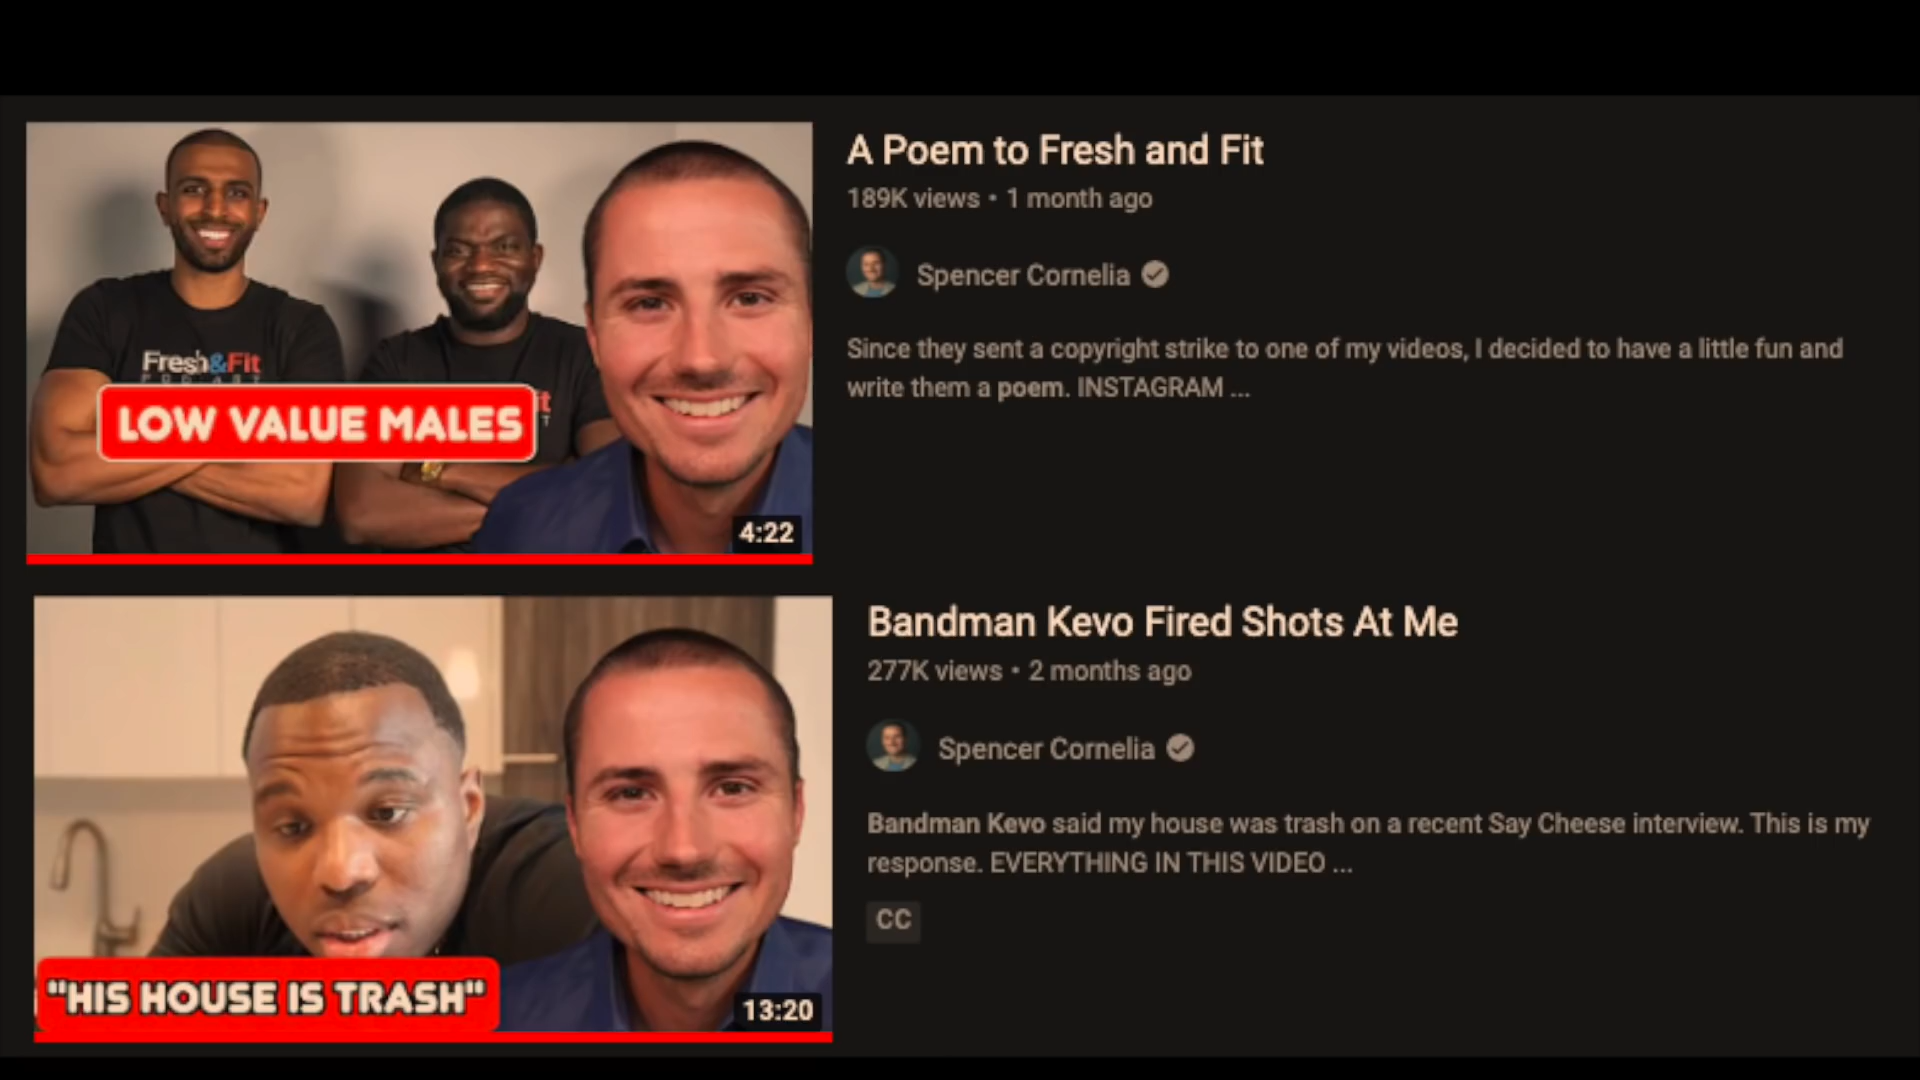 A Poem to Fresh and Fit
189K views • 1 month ago
Spencer Cornelia
Since they sent a copyright strike to one of my videos, I decided to have a little fun and
write them a poem. INSTAGRAM ...
Fresh&Fit
PODCAST
it
T
LOW VALUE MALES
4:22
Bandman Kevo Fired Shots At Me
277K views • 2 months ago
Spencer Cornelia
Bandman Kevo said my house was trash on a recent Say Cheese interview. This is my
response. EVERYTHING IN THIS VIDEO ...
CC
"HIS HOUSE IS TRASH"
13:20